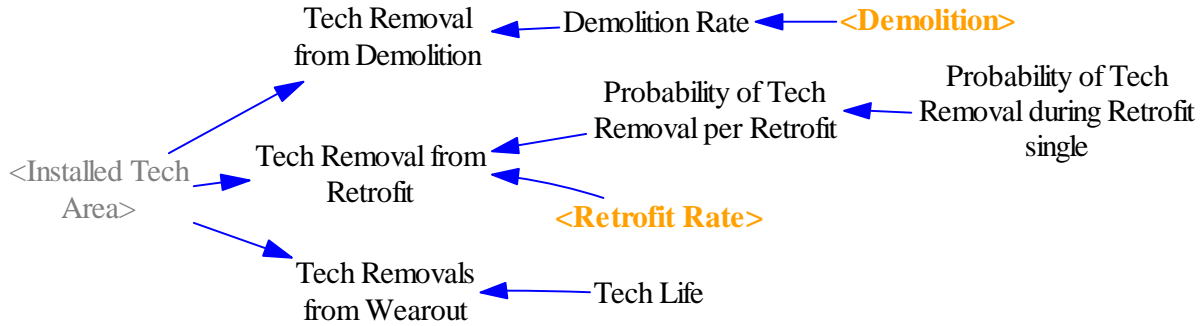 Tech Removal
from Demolition
Demolition Rate
<Demolition>
Probability of Tech
Removal per Retrofit
Probability of Tech
Removal during Retrofit
single
<Installed Tech
Area>
Tech Removal from
Retrofit
<Retrofit Rate>
Tech Removals
from Wearout
Tech Life